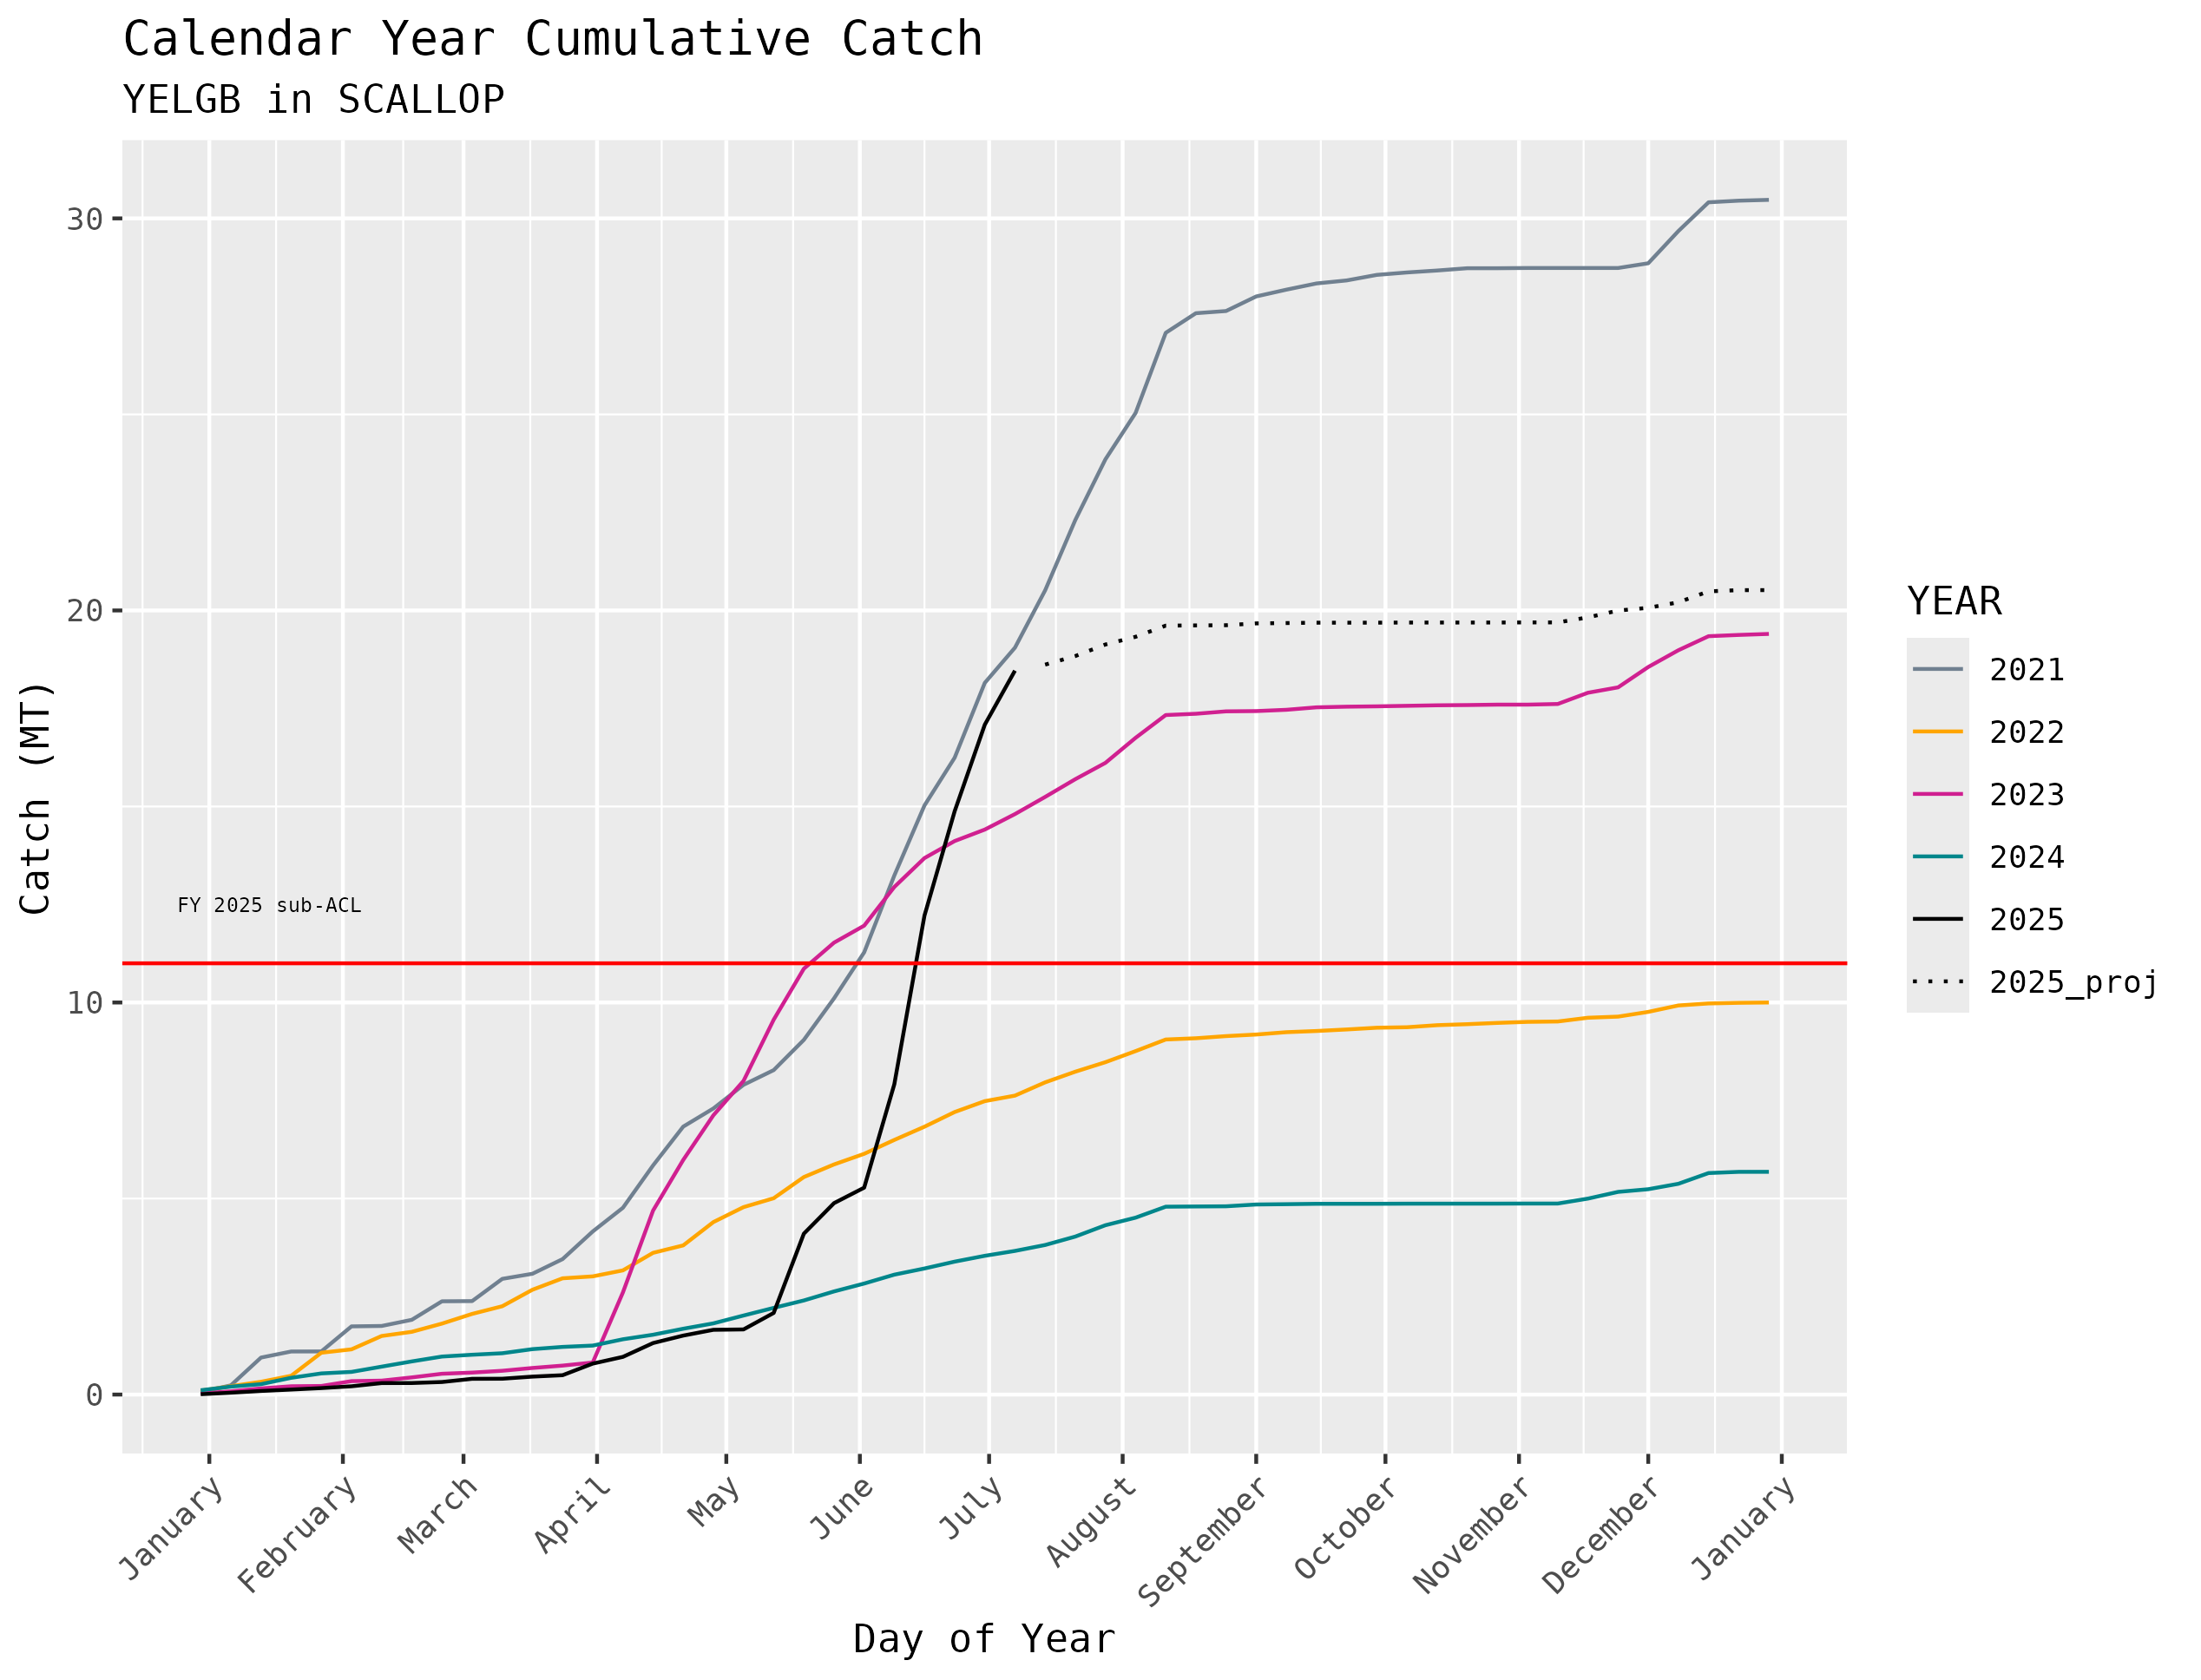 Calendar Year Cumulative Catch
YELGB in SCALLOP
30
20
10
0
Catch (MT)
FY 2025 sub-ACL
January
February
March
April
May
June
July
August
September
October
November
December
January
Day of Year
YEAR
2021
2022
2023
2024
2025
2025_proj